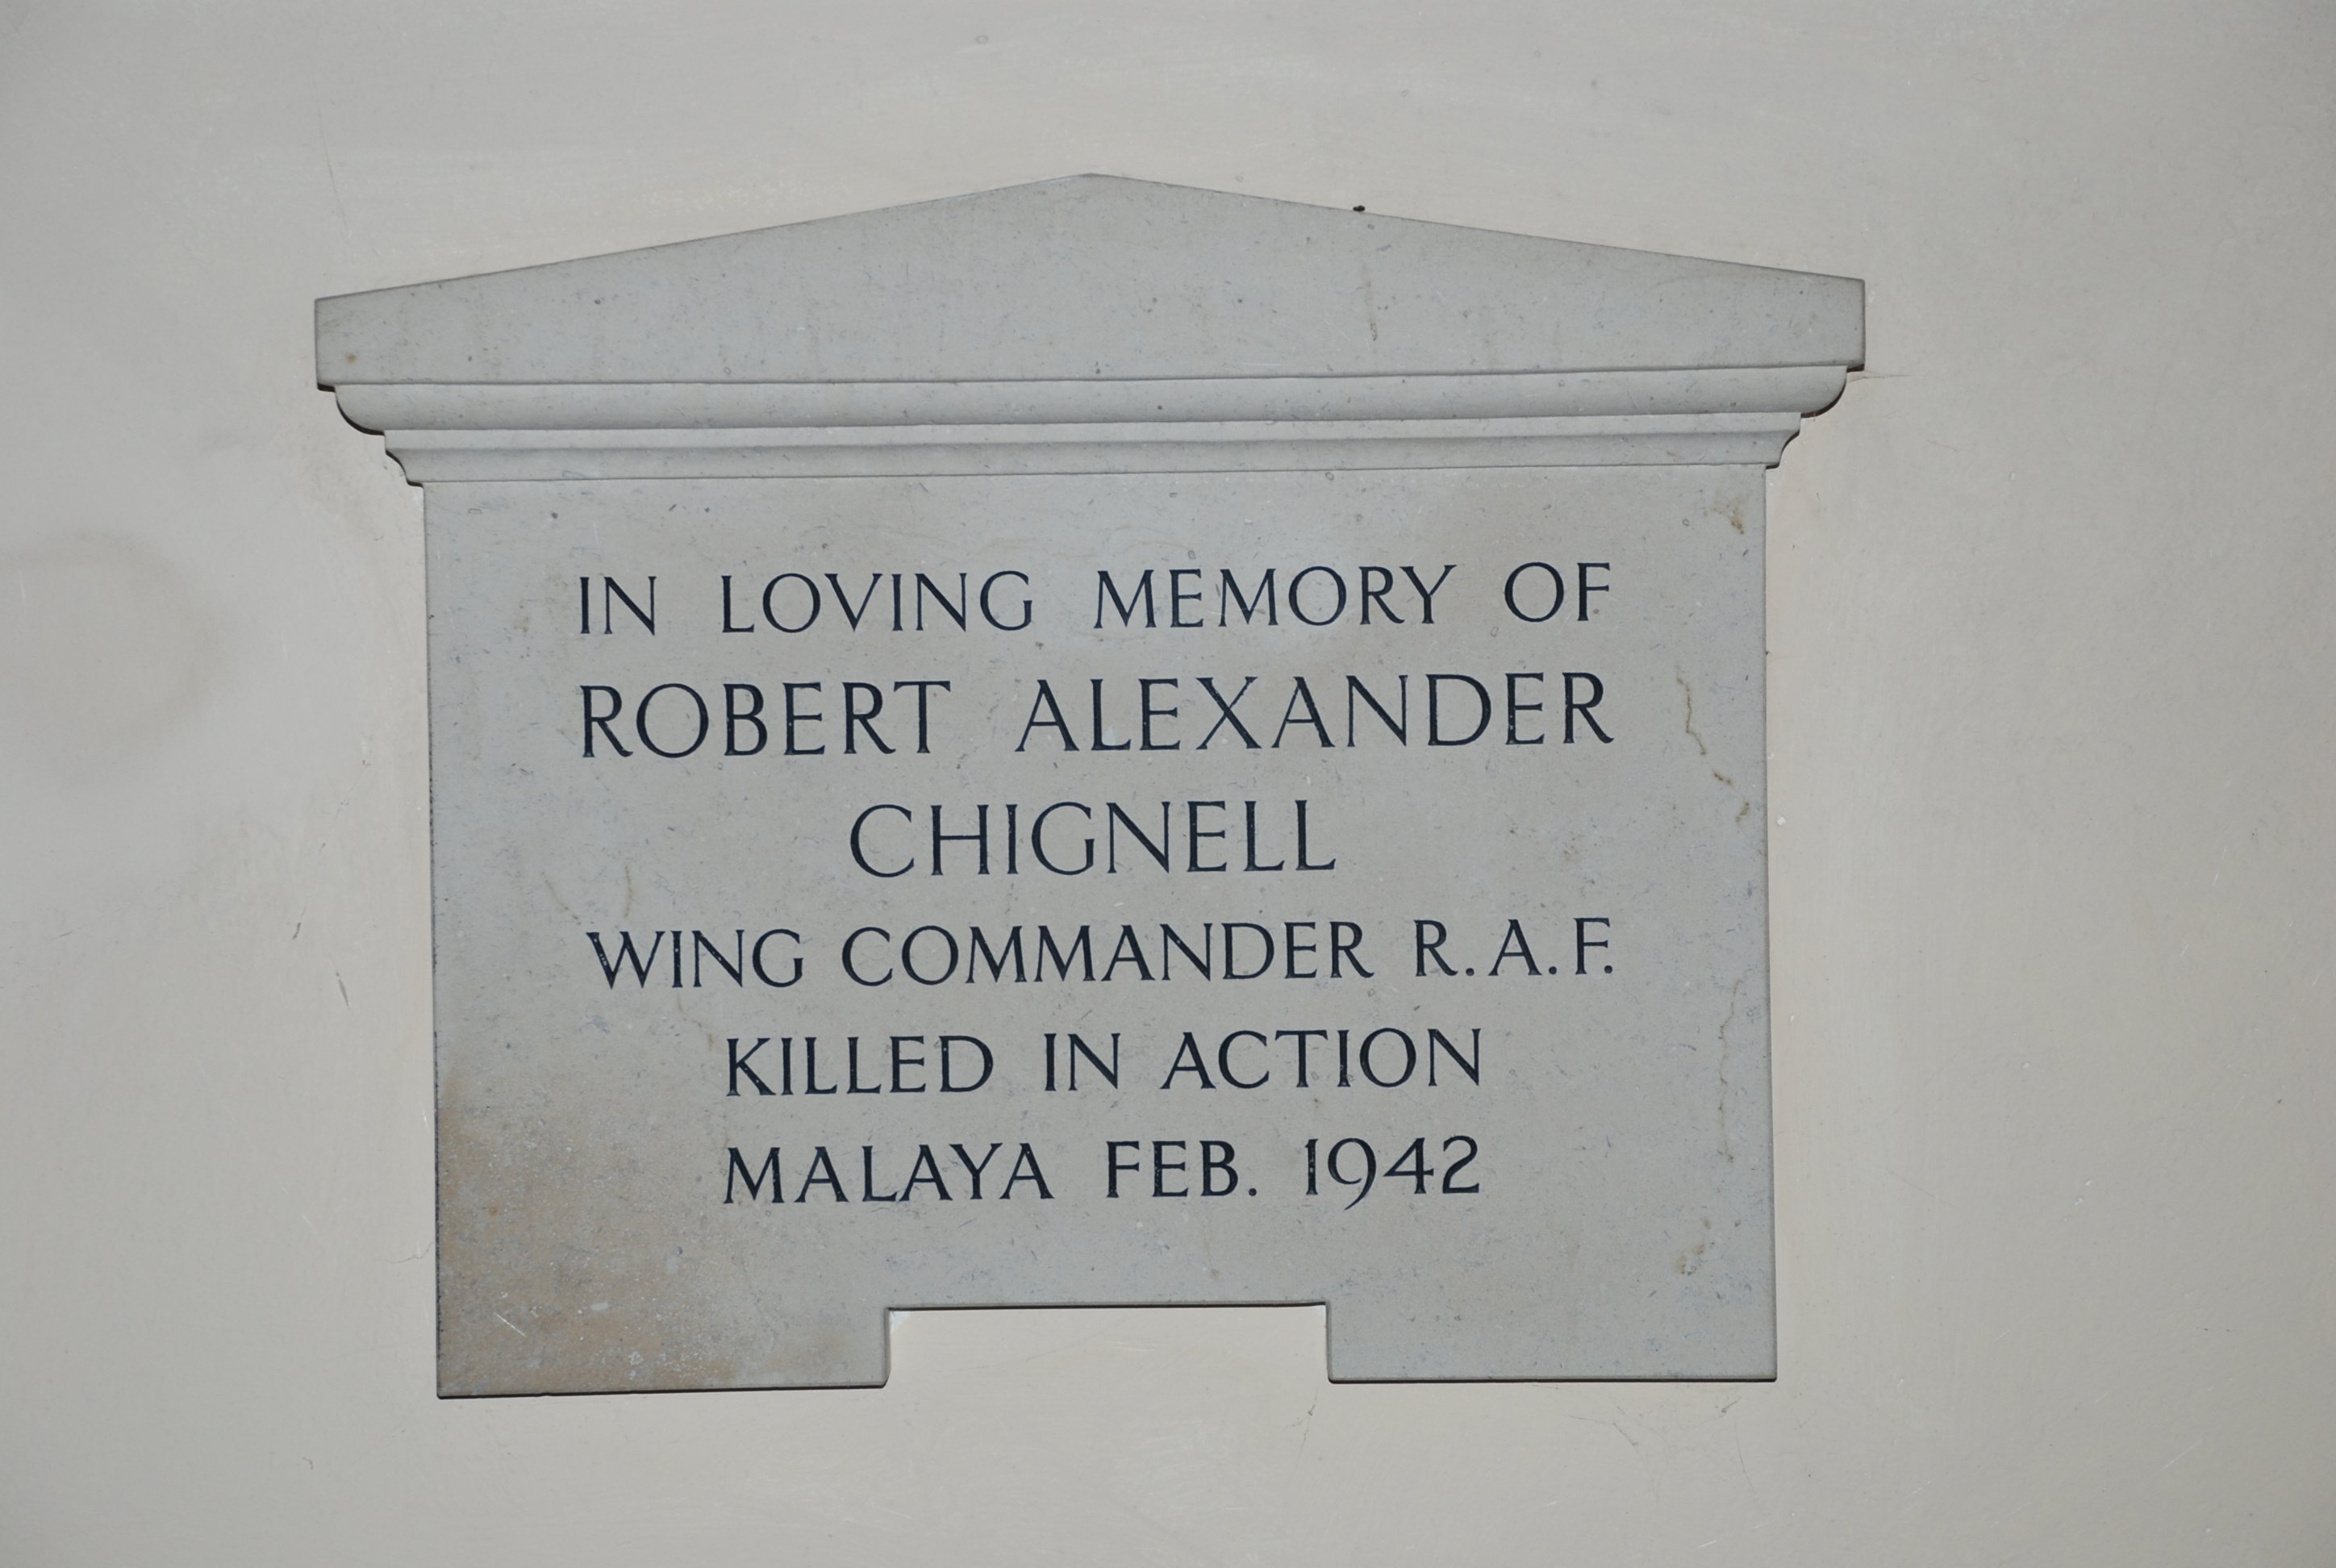 IN LOVING MEMORY OF
ROBERT ALEXANDER
CHIGNELL
WING COMMANDER R.A.F.
KILLED IN ACTION
MALAYA FEB. 1942